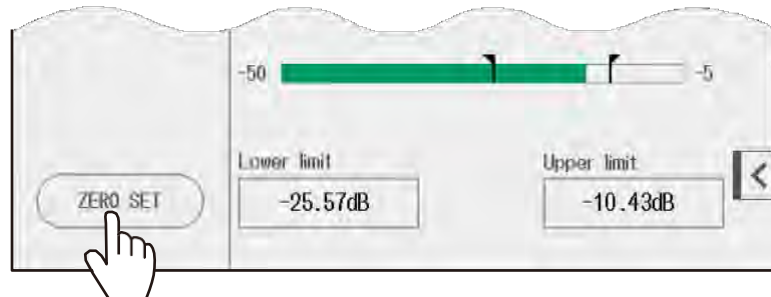 -50
-5
Lower limit
Upper limit
ZERO SET
-25.57dB
-10.43dB
<